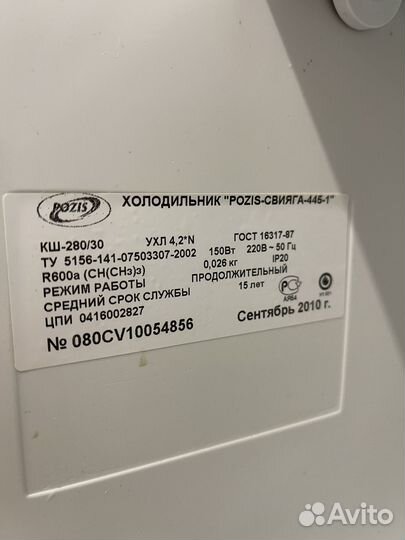 POZIS
ХОЛОДИЛЬНИК "POZIS-СВИЯГА-445-1"
КШ-280/30 УХЛ 4,2*N ГОСТ 16317-87
ТУ 5156-141-07503307-2002 150Вт 220В ~ 50 Гц
R600a (CH(CH₃)₃) 0,026 кг IP20
РЕЖИМ РАБОТЫ ПРОДОЛЖИТЕЛЬНЫЙ
СРЕДНИЙ СРОК СЛУЖБЫ 15 лет
ЦПИ 0416002827 АЯ84
№ 080CV10054856 Сентябрь 2010 г.
Avito